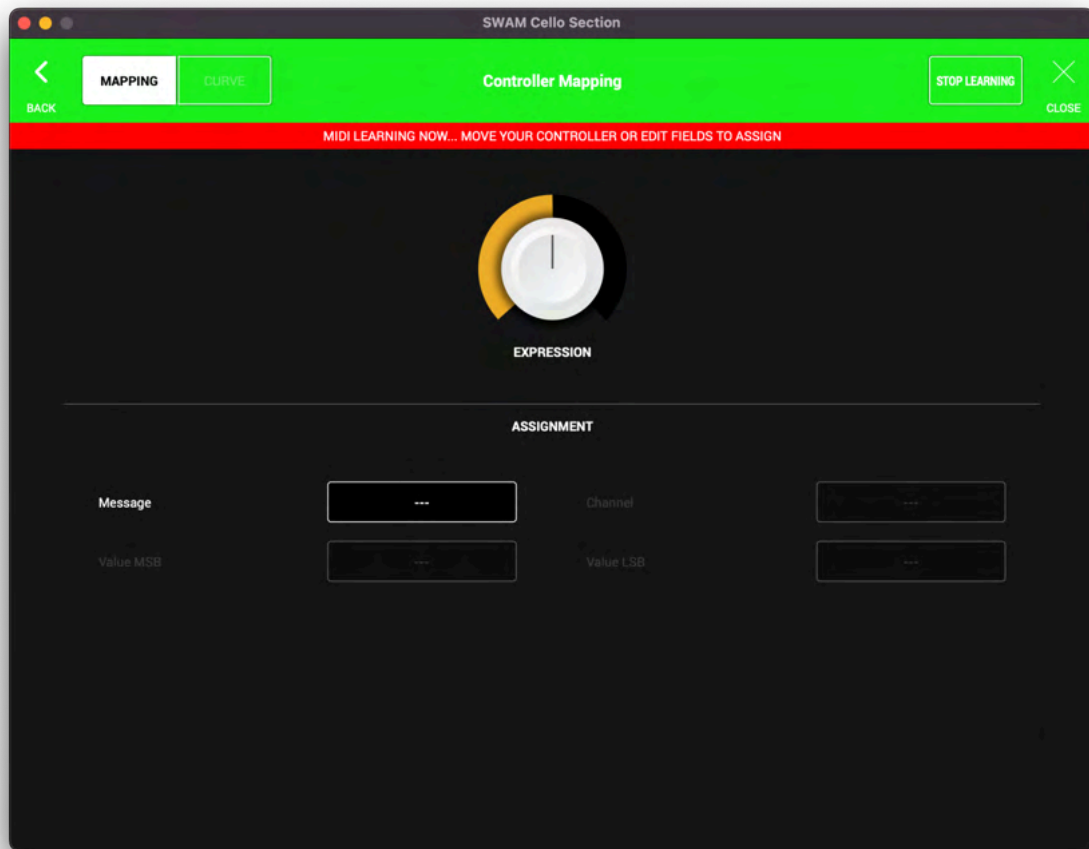 SWAM Cello Section
BACK
MAPPING
CURVE
Controller Mapping
STOP LEARNING
CLOSE
MIDI LEARNING NOW... MOVE YOUR CONTROLLER OR EDIT FIELDS TO ASSIGN
EXPRESSION
ASSIGNMENT
Message --- Channel ---
Value MSB --- Value LSB ---